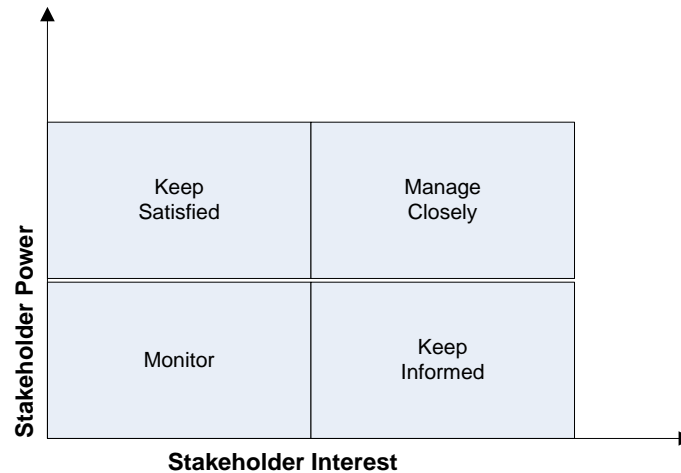 Keep
Satisfied
Manage
Closely
Monitor
Keep
Informed
Stakeholder Power
Stakeholder Interest